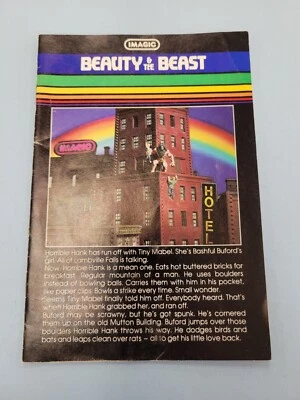 IMAGIC
BEAUTY & THE BEAST
IMAGIC
HOTEL
Horrible Hank has run off with Tiny Mabel. She's Bashful Buford's
girl. All of Lambville Falls is talking.
Now, Horrible Hank is a mean one. Eats hot buttered bricks for
breakfast. Regular mountain of a man. He uses boulders
instead of bowling balls. Carries them with him in his pocket,
like paper clips. Bowls a strike every time. Small wonder.
Seems Tiny Mabel finally told him off. Everybody heard. That's
when Horrible Hank grabbed her, and ran off.
Buford may be scrawny, but he's got spunk. He's cornered
them up on the old Mutton Building. Buford jumps over those
boulders Horrible Hank throws his way. He dodges birds and
bats and leaps clean over rats – all to get his little love back.